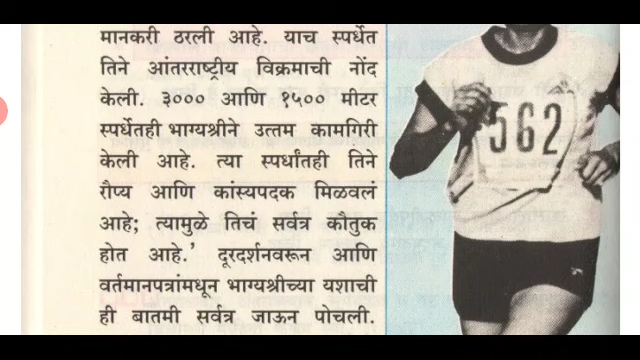 मानकरी ठरली आहे. याच स्पर्धेत
तिने आंतरराष्ट्रीय विक्रमाची नोंद
केली. ३००० आणि १५०० मीटर
स्पर्धेतही भाग्यश्रीने उत्तम कामगिरी
केली आहे. त्या स्पर्धांतही तिने
रौप्य आणि कांस्यपदक मिळवलं
आहे; त्यामुळे तिचं सर्वत्र कौतुक
होत आहे.' दूरदर्शनवरून आणि
वर्तमानपत्रांमधून भाग्यश्रीच्या यशाची
ही बातमी सर्वत्र जाऊन पोचली.
562